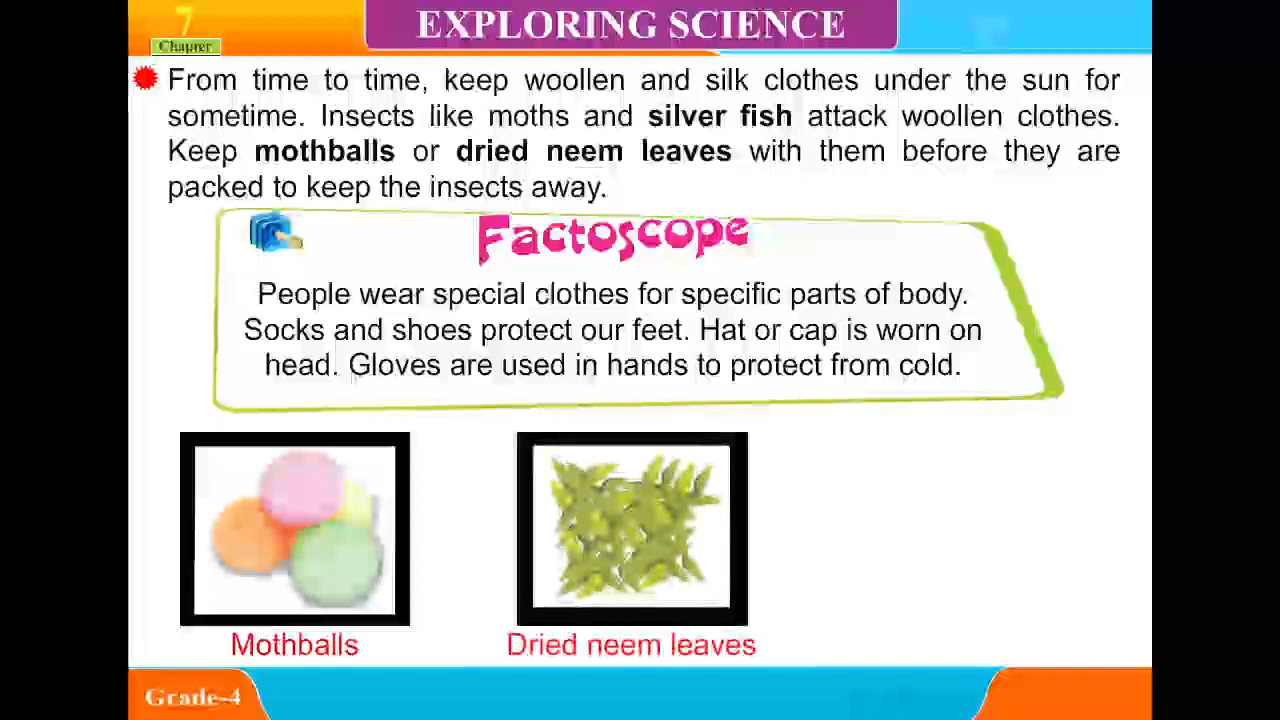 7
Chapter
EXPLORING SCIENCE
From time to time, keep woollen and silk clothes under the sun for
sometime. Insects like moths and silver fish attack woollen clothes.
Keep mothballs or dried neem leaves with them before they are
packed to keep the insects away.
Factoscope
People wear special clothes for specific parts of body.
Socks and shoes protect our feet. Hat or cap is worn on
head. Gloves are used in hands to protect from cold.
Mothballs
Dried neem leaves
Grade-4